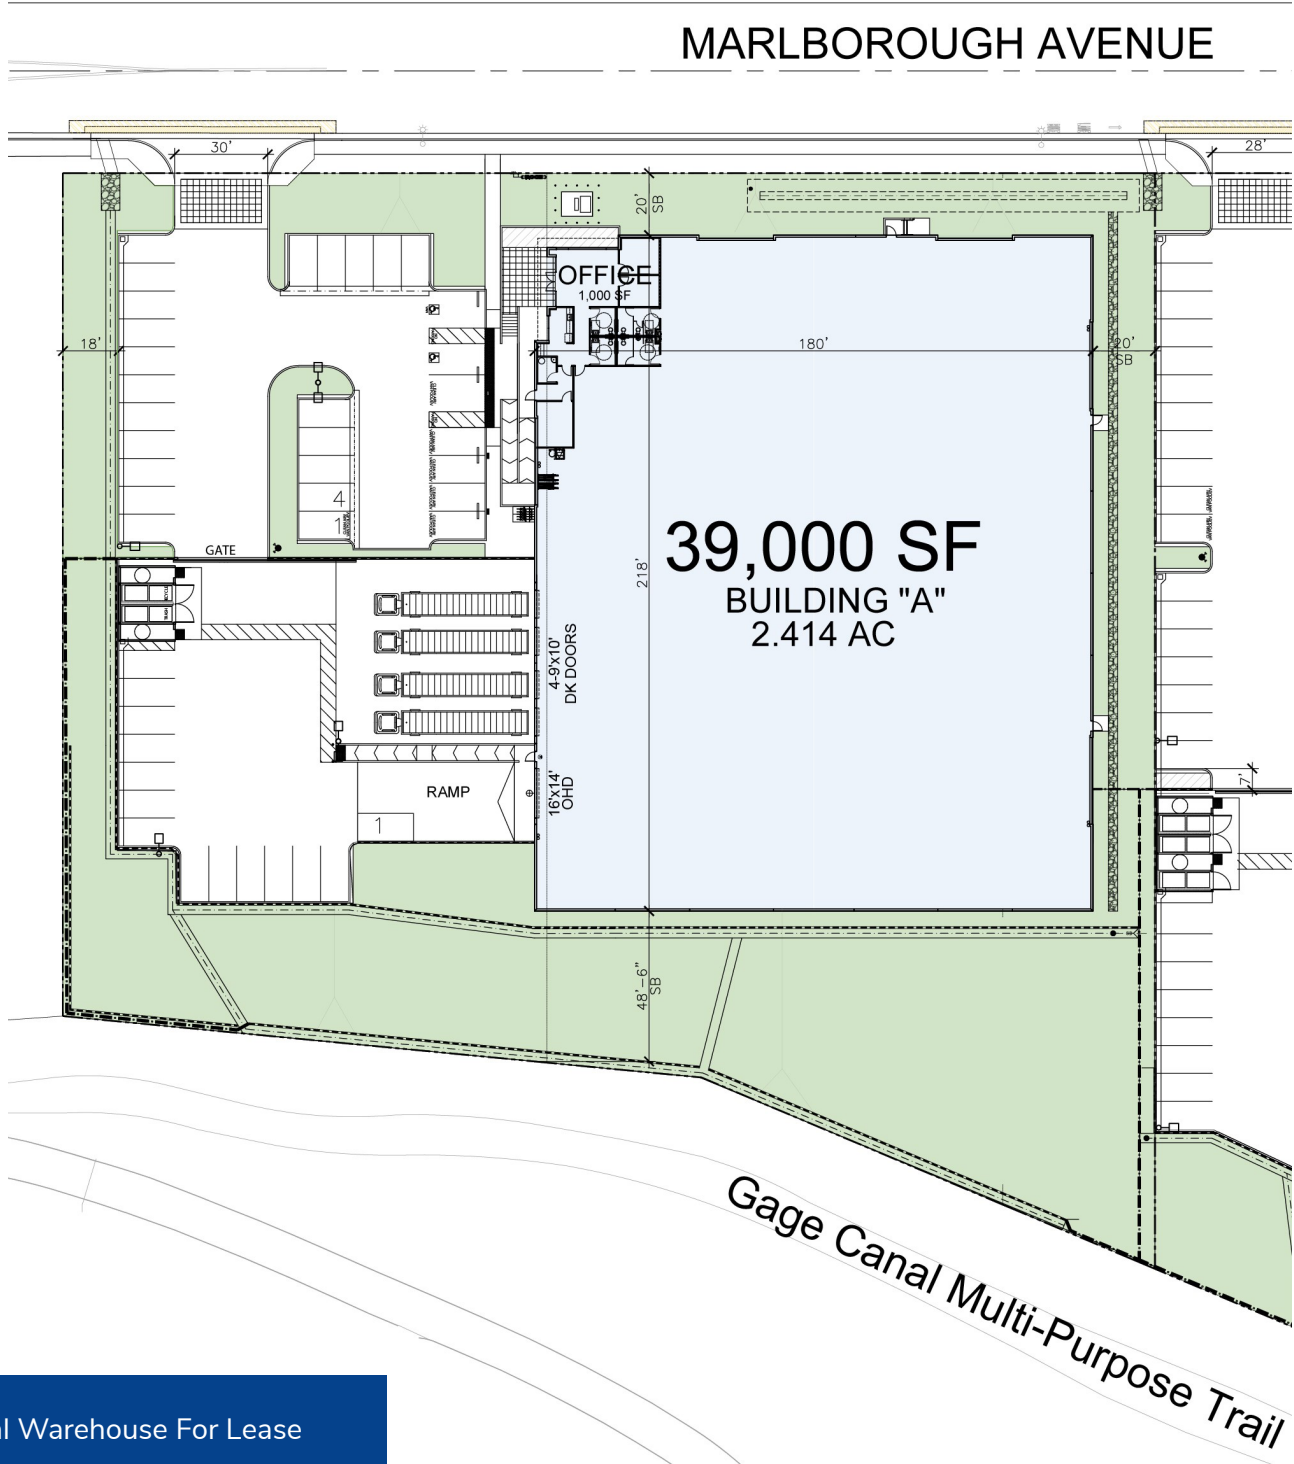 MARLBOROUGH AVENUE
30'
28'
20'
SB
OFFICE
1,000 SF
18'
180'
20'
SB
4
1
GATE
39,000 SF
BUILDING "A"
2.414 AC
218'
TRASH
4-9'x10'
DK DOORS
16'x14'
OHD
RAMP
1
7'
48'-6"
SB
Gage Canal Multi-Purpose Trail
Warehouse For Lease